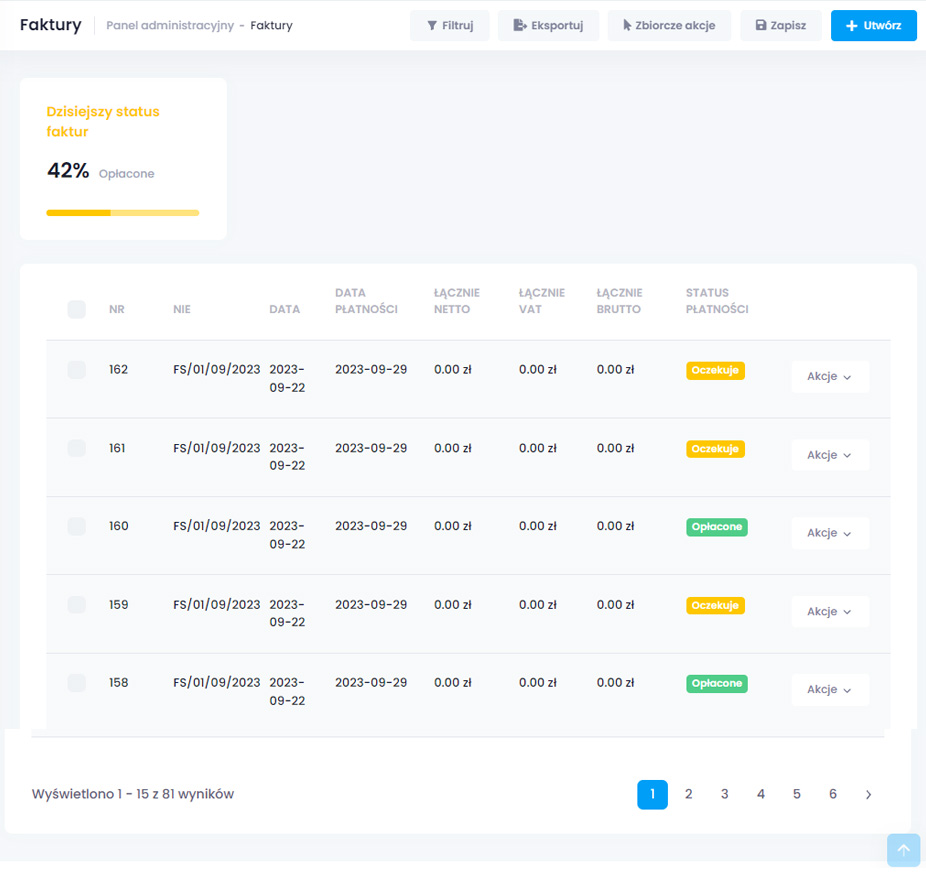 Faktury Panel administracyjny - Faktury Filtruj Eksportuj Zbiorcze akcje Zapisz Utwórz
Dzisiejszy status
faktur
42% Opłacone
NR NIE DATA DATA PŁATNOŚCI ŁĄCZNIE NETTO ŁĄCZNIE VAT ŁĄCZNIE BRUTTO STATUS PŁATNOŚCI
162 FS/01/09/2023 2023-09-22 2023-09-29 0.00 zł 0.00 zł 0.00 zł Oczekuje Akcje
161 FS/01/09/2023 2023-09-22 2023-09-29 0.00 zł 0.00 zł 0.00 zł Oczekuje Akcje
160 FS/01/09/2023 2023-09-22 2023-09-29 0.00 zł 0.00 zł 0.00 zł Opłacone Akcje
159 FS/01/09/2023 2023-09-22 2023-09-29 0.00 zł 0.00 zł 0.00 zł Oczekuje Akcje
158 FS/01/09/2023 2023-09-22 2023-09-29 0.00 zł 0.00 zł 0.00 zł Opłacone Akcje
Wyświetlono 1 - 15 z 81 wyników 1 2 3 4 5 6